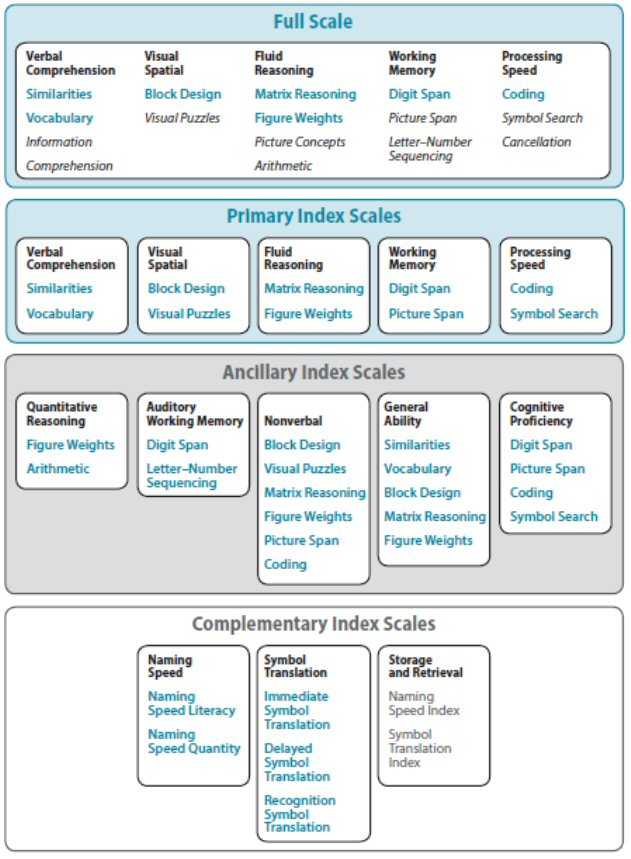 Full Scale
Verbal
Comprehension
Similarities
Vocabulary
Information
Comprehension
Visual
Spatial
Block Design
Visual Puzzles
Fluid
Reasoning
Matrix Reasoning
Figure Weights
Picture Concepts
Arithmetic
Working
Memory
Digit Span
Picture Span
Letter–Number
Sequencing
Processing
Speed
Coding
Symbol Search
Cancellation
Primary Index Scales
Verbal
Comprehension
Similarities
Vocabulary
Visual
Spatial
Block Design
Visual Puzzles
Fluid
Reasoning
Matrix Reasoning
Figure Weights
Working
Memory
Digit Span
Picture Span
Processing
Speed
Coding
Symbol Search
Ancillary Index Scales
Quantitative
Reasoning
Figure Weights
Arithmetic
Auditory
Working Memory
Digit Span
Letter–Number
Sequencing
Nonverbal
Block Design
Visual Puzzles
Matrix Reasoning
Figure Weights
Picture Span
Coding
General
Ability
Similarities
Vocabulary
Block Design
Matrix Reasoning
Figure Weights
Cognitive
Proficiency
Digit Span
Picture Span
Coding
Symbol Search
Complementary Index Scales
Naming
Speed
Naming
Speed Literacy
Naming
Speed Quantity
Symbol
Translation
Immediate
Symbol
Translation
Delayed
Symbol
Translation
Recognition
Symbol
Translation
Storage
and Retrieval
Naming
Speed Index
Symbol
Translation
Index